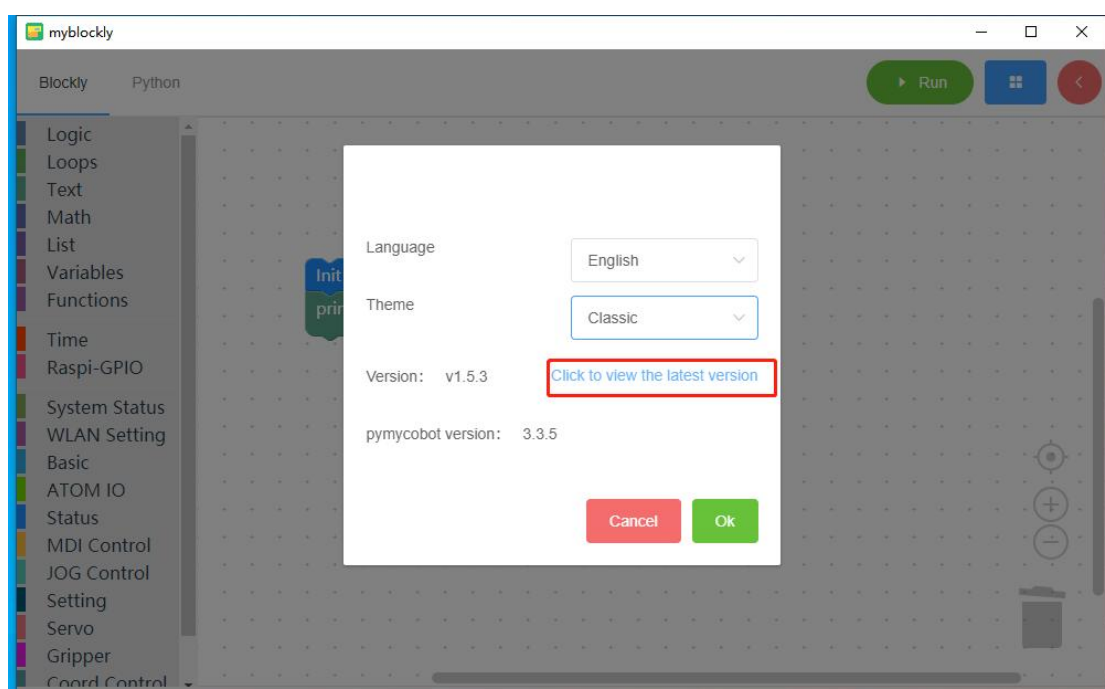 myblockly
Blockly Python
Run
Logic
Loops
Text
Math
List
Variables
Functions
Time
Raspi-GPIO
System Status
WLAN Setting
Basic
ATOM IO
Status
MDI Control
JOG Control
Setting
Servo
Gripper
Coord Control
Init
prin
Language English
Theme Classic
Version： v1.5.3 Click to view the latest version
pymycobot version： 3.3.5
Cancel Ok